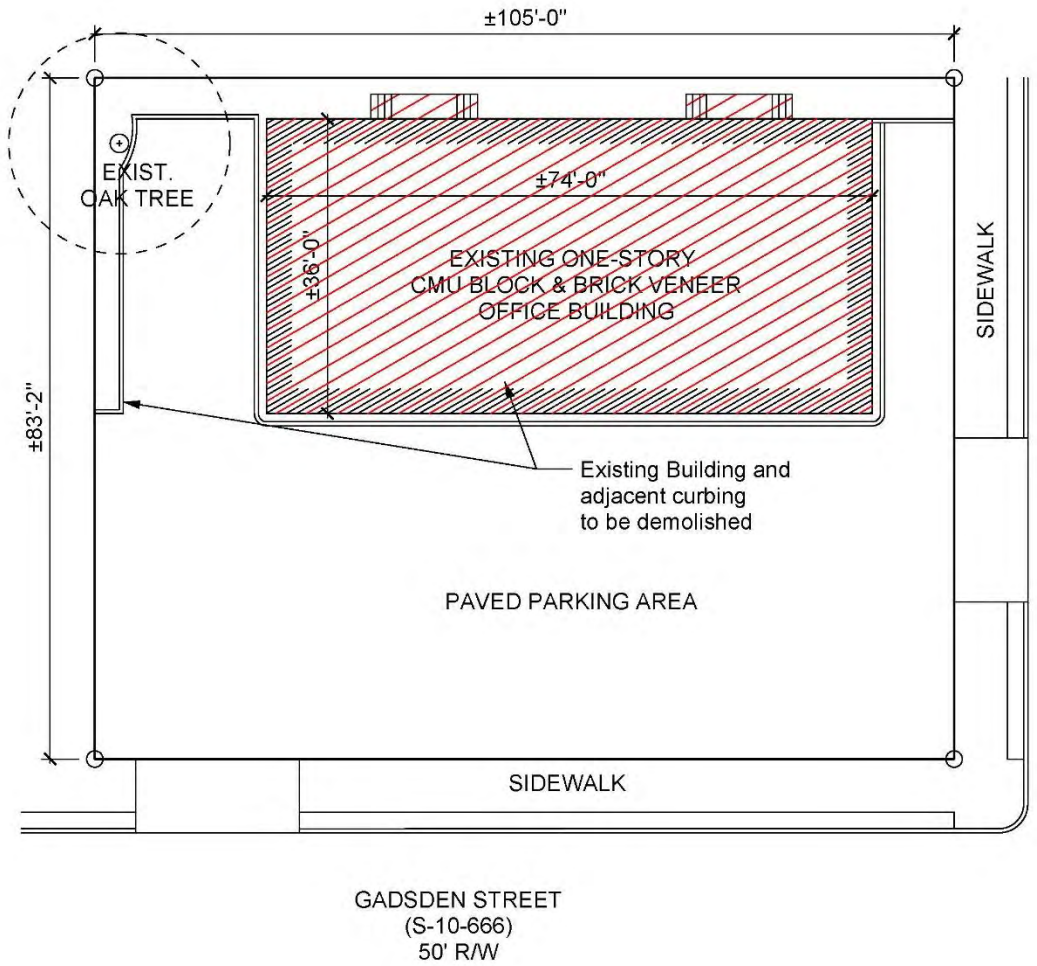 ±105'-0"
EXIST.
OAK TREE
±74'-0"
±36'-0"
EXISTING ONE-STORY
CMU BLOCK & BRICK VENEER
OFFICE BUILDING
SIDEWALK
±83'-2"
Existing Building and
adjacent curbing
to be demolished
PAVED PARKING AREA
SIDEWALK
GADSDEN STREET
(S-10-666)
50' R/W